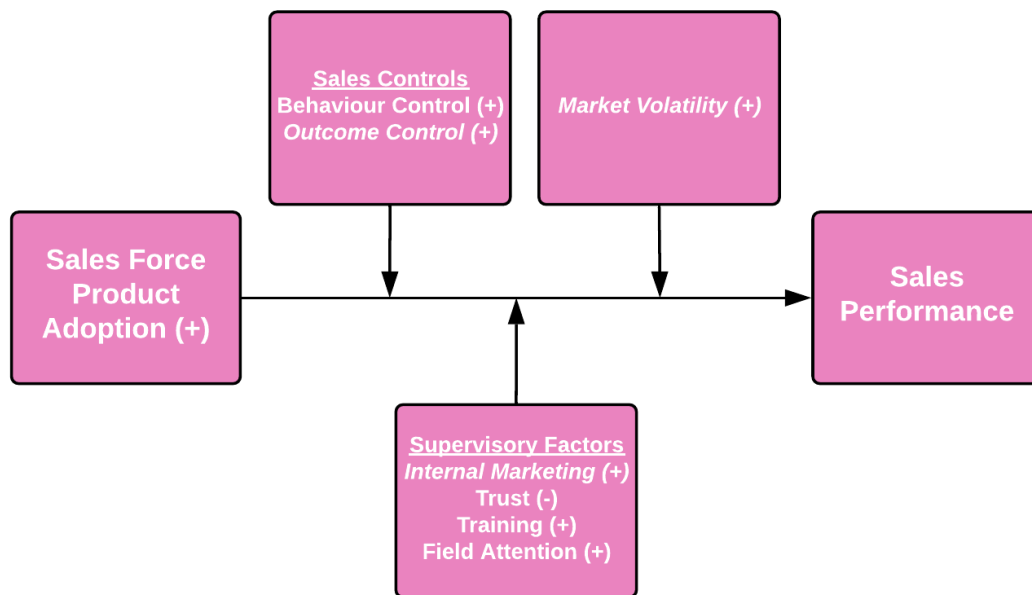 Sales Controls
Behaviour Control (+)
Outcome Control (+)
Market Volatility (+)
Sales Force
Product
Adoption (+)
Sales
Performance
Supervisory Factors
Internal Marketing (+)
Trust (-)
Training (+)
Field Attention (+)